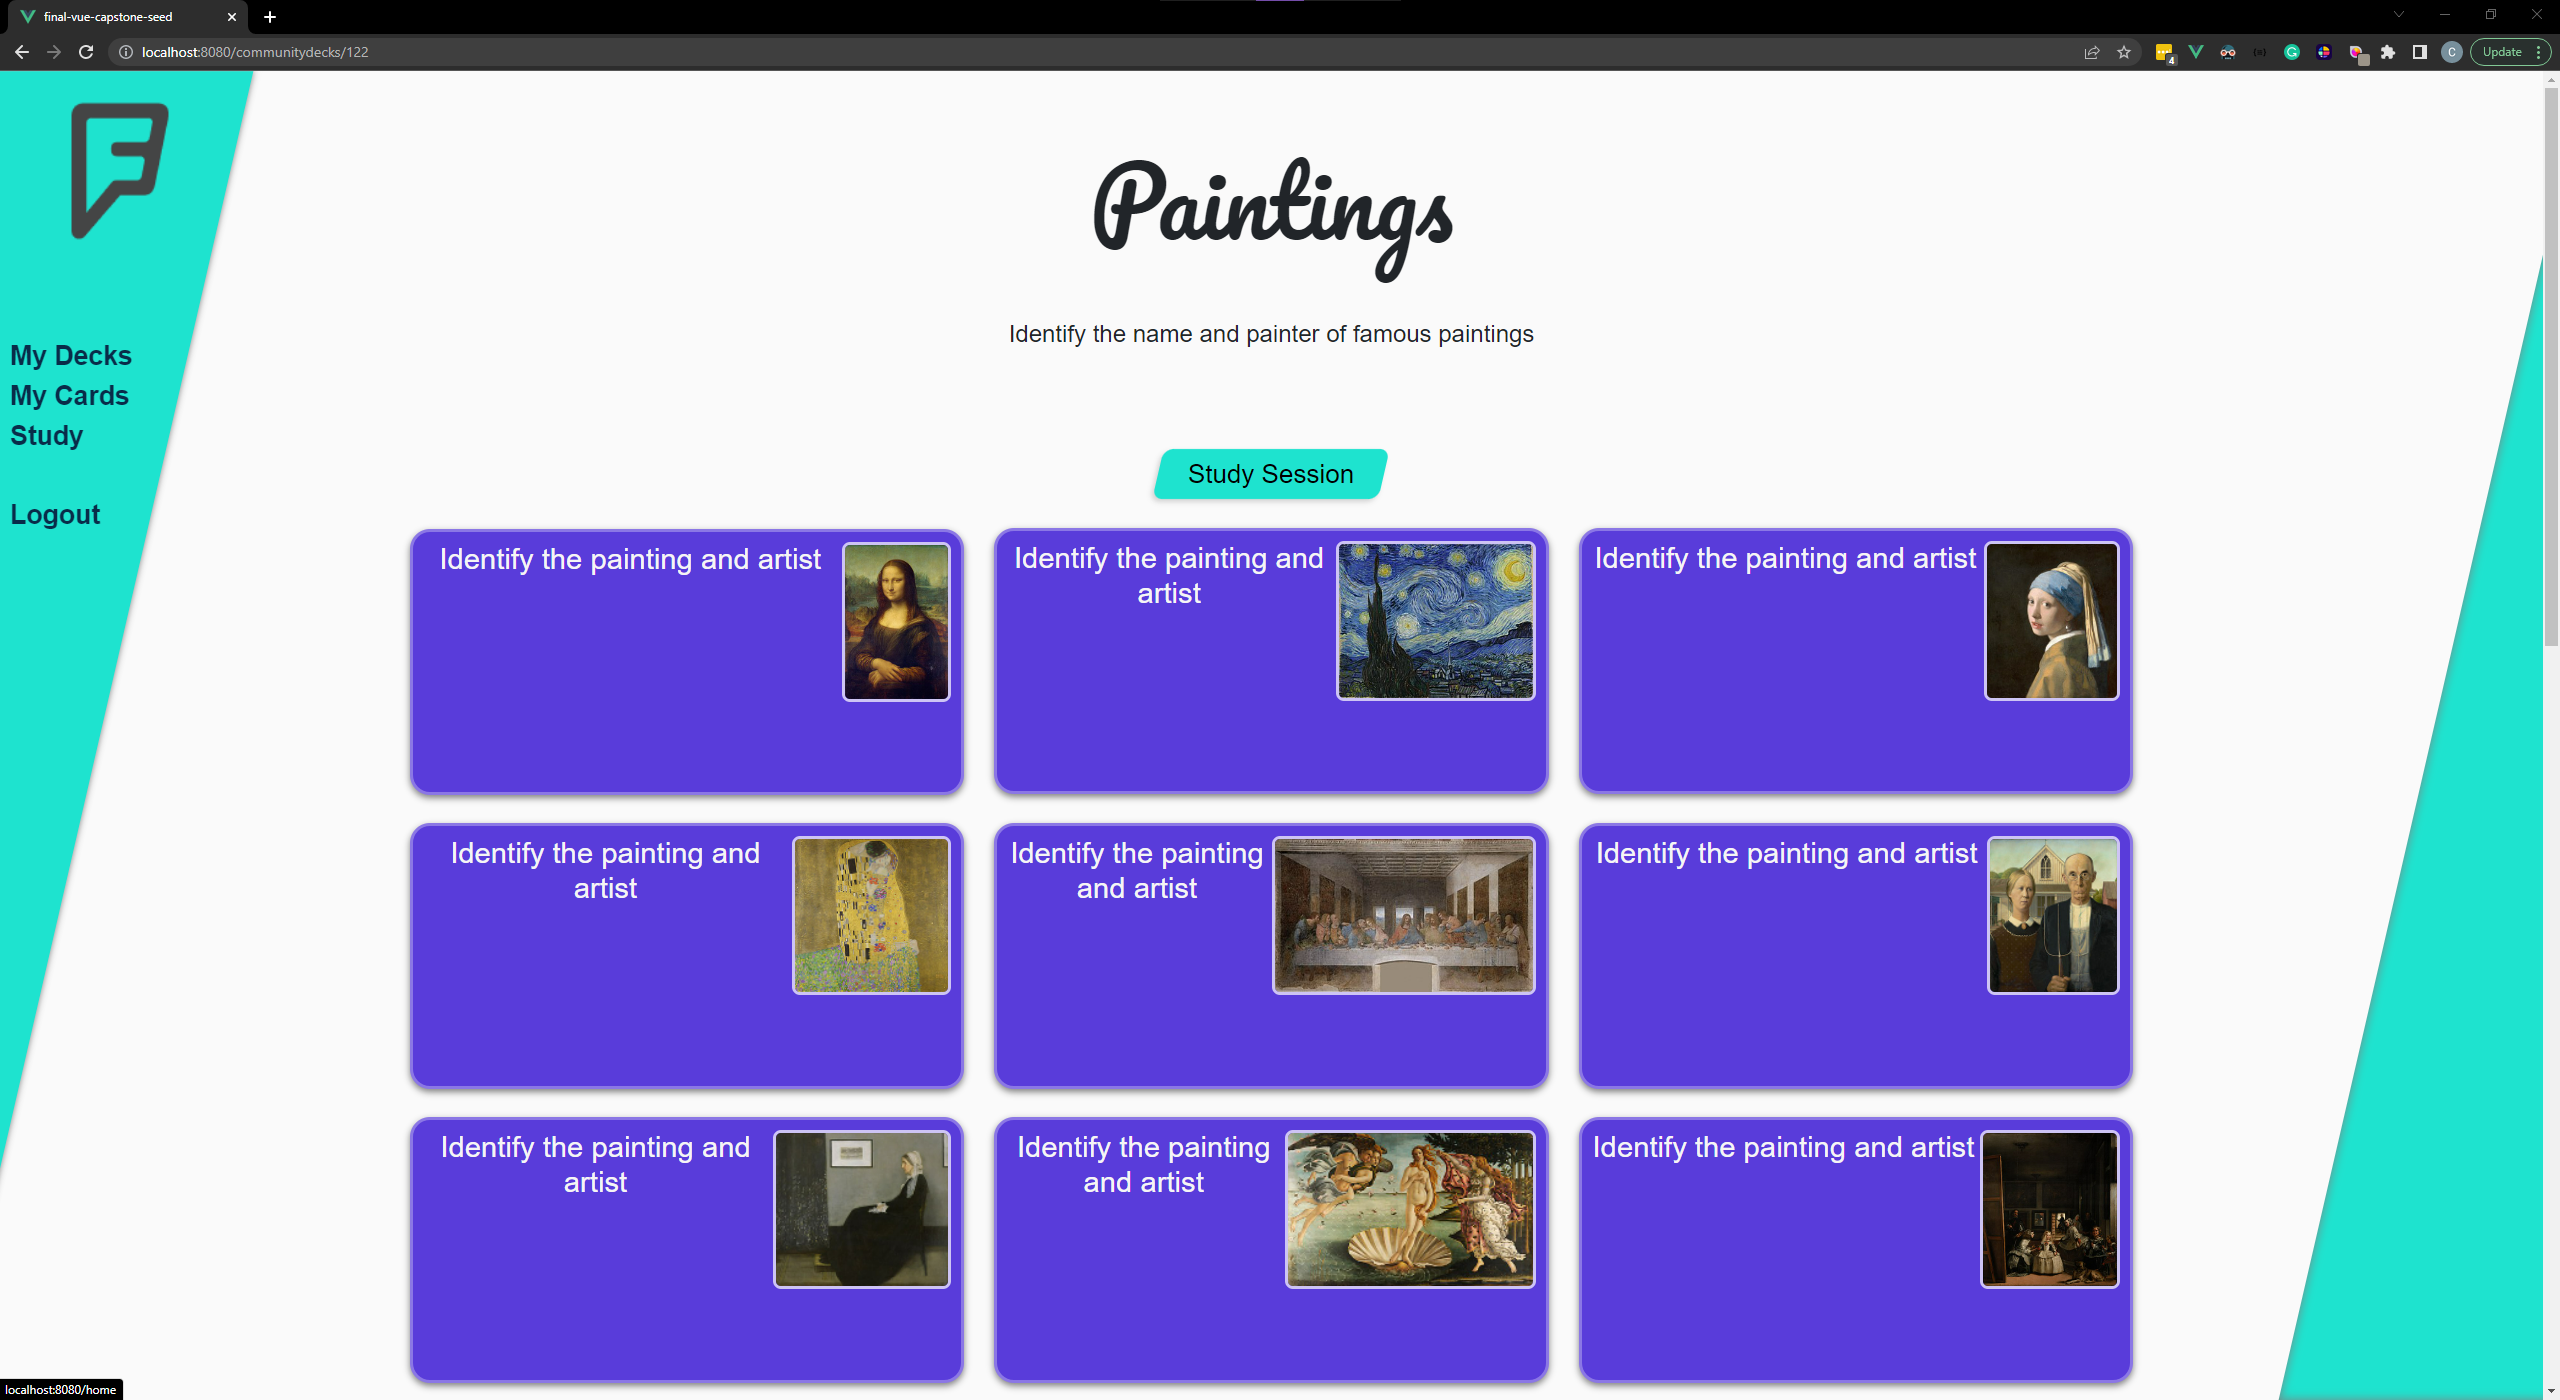 final-vue-capstone-seed
localhost:8080/communitydecks/122
4
C
Update
F
Paintings
Identify the name and painter of famous paintings
My Decks
My Cards
Study
Logout
Study Session
Identify the painting and artist
Identify the painting and
artist
Identify the painting and artist
Identify the painting and
artist
Identify the painting
and artist
Identify the painting and artist
Identify the painting and
artist
Identify the painting
and artist
Identify the painting and artist
localhost:8080/home